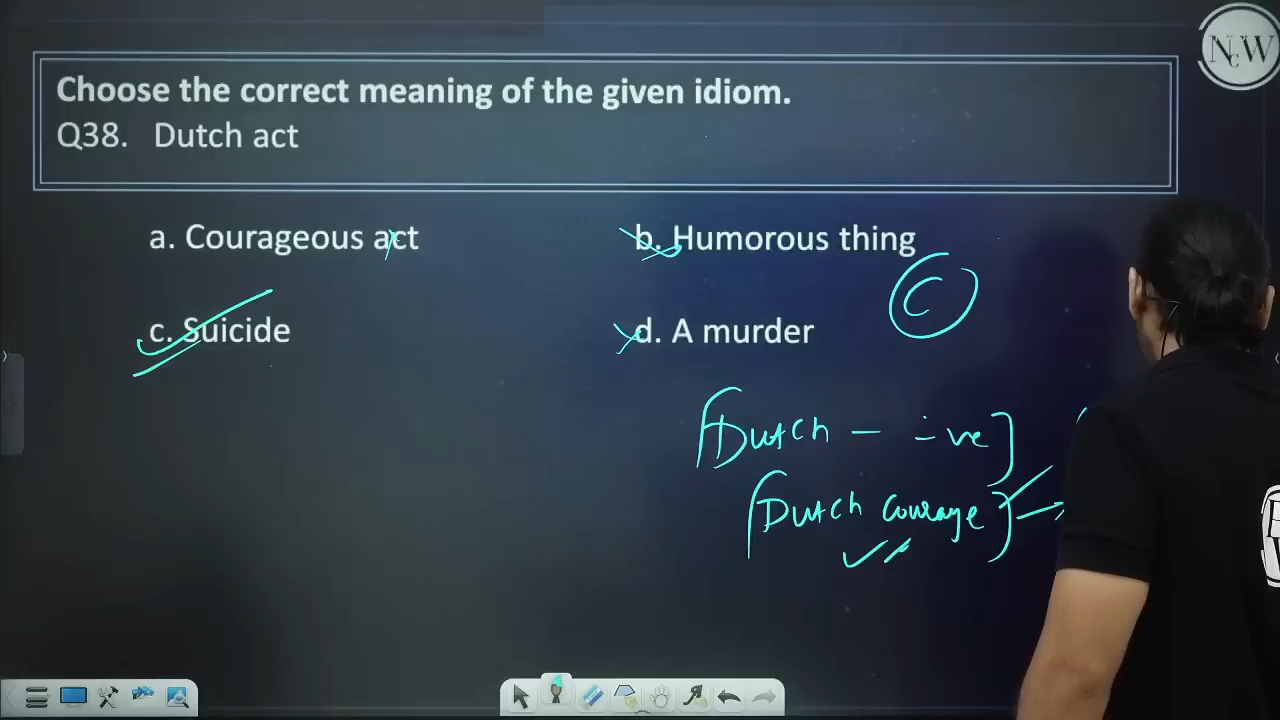 NCW
Choose the correct meaning of the given idiom.
Q38. Dutch act
a. Courageous act
b. Humorous thing
c. Suicide
d. A murder
C
Dutch - -ve
Dutch Courage